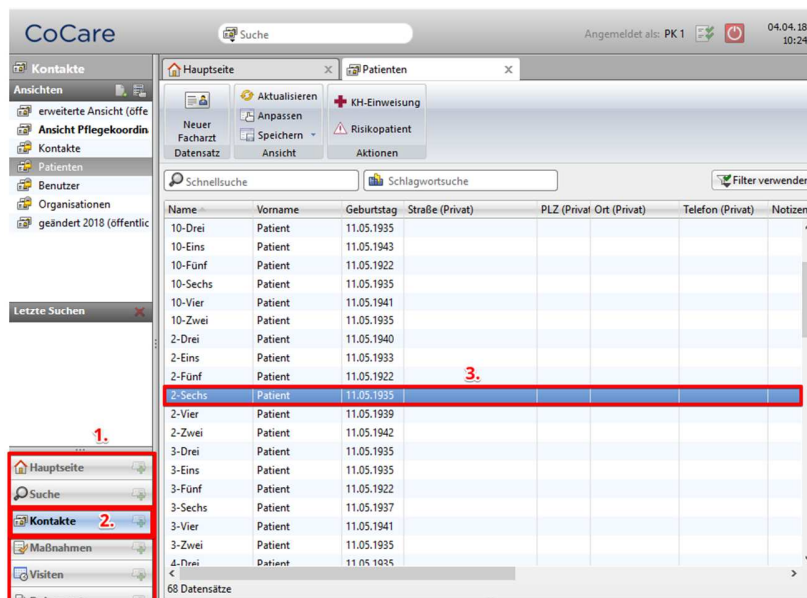 CoCare
Suche
Angemeldet als: PK 1
04.04.18
10:24
Kontakte
Hauptseite x
Patienten x
Ansichten
erweiterte Ansicht (öffe
Ansicht Pflegekoordin
Kontakte
Patienten
Benutzer
Organisationen
geändert 2018 (öffentlic
Letzte Suchen
Neuer
Facharzt
Datensatz
Aktualisieren
Anpassen
Speichern
Ansicht
KH-Einweisung
Risikopatient
Aktionen
Schnellsuche
Schlagwortsuche
Filter verwenden
Name Vorname Geburtstag Straße (Privat) PLZ (Privat Ort (Privat) Telefon (Privat) Notizen
10-Drei Patient 11.05.1935
10-Eins Patient 11.05.1943
10-Fünf Patient 11.05.1922
10-Sechs Patient 11.05.1935
10-Vier Patient 11.05.1941
10-Zwei Patient 11.05.1935
2-Drei Patient 11.05.1940
2-Eins Patient 11.05.1933
2-Fünf Patient 11.05.1922
3.
2-Sechs Patient 11.05.1935
2-Vier Patient 11.05.1939
2-Zwei Patient 11.05.1942
3-Drei Patient 11.05.1935
3-Eins Patient 11.05.1935
3-Fünf Patient 11.05.1922
3-Sechs Patient 11.05.1937
3-Vier Patient 11.05.1941
3-Zwei Patient 11.05.1935
4-Drei Patient 11.05.1935
68 Datensätze
1.
Hauptseite
Suche
Kontakte 2.
Maßnahmen
Visiten